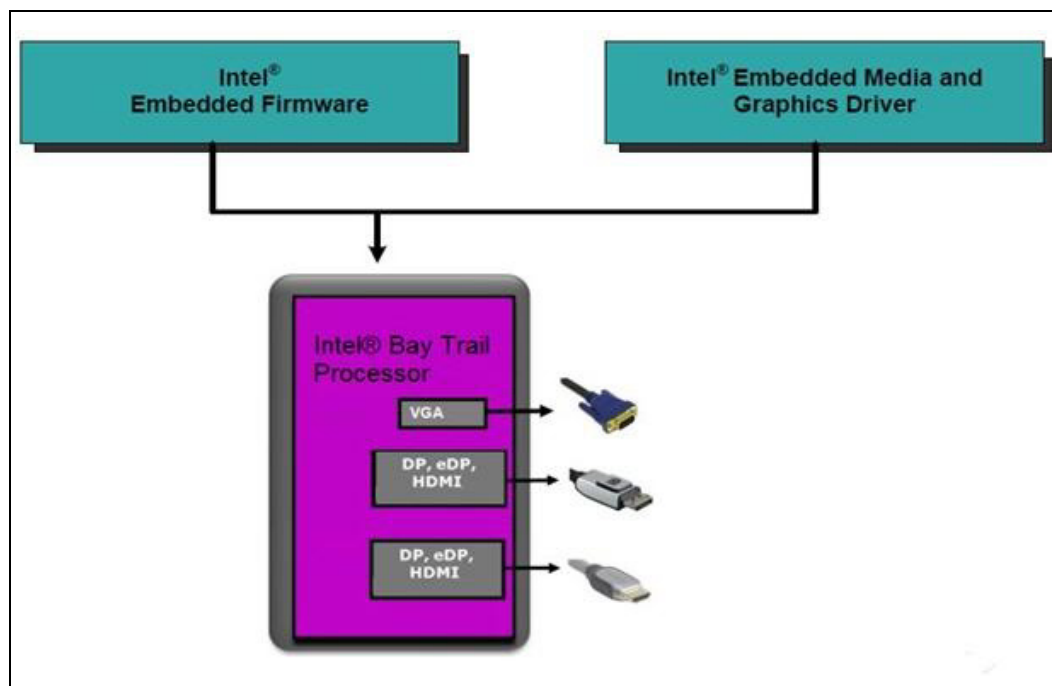 Intel®
Embedded Firmware
Intel® Embedded Media and
Graphics Driver
Intel® Bay Trail
Processor
VGA
DP, eDP,
HDMI
DP, eDP,
HDMI